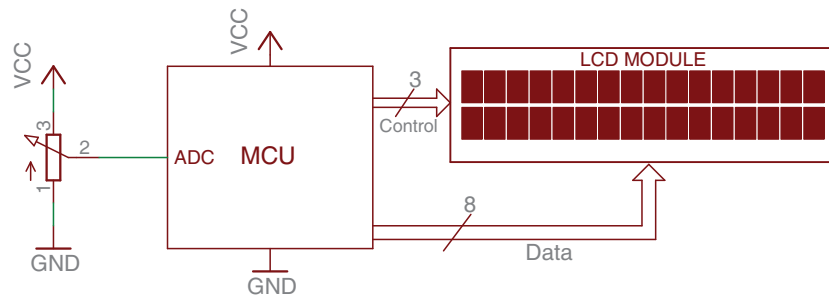 VCC
3
2
1
GND
VCC
ADC
MCU
GND
3
Control
8
Data
LCD MODULE